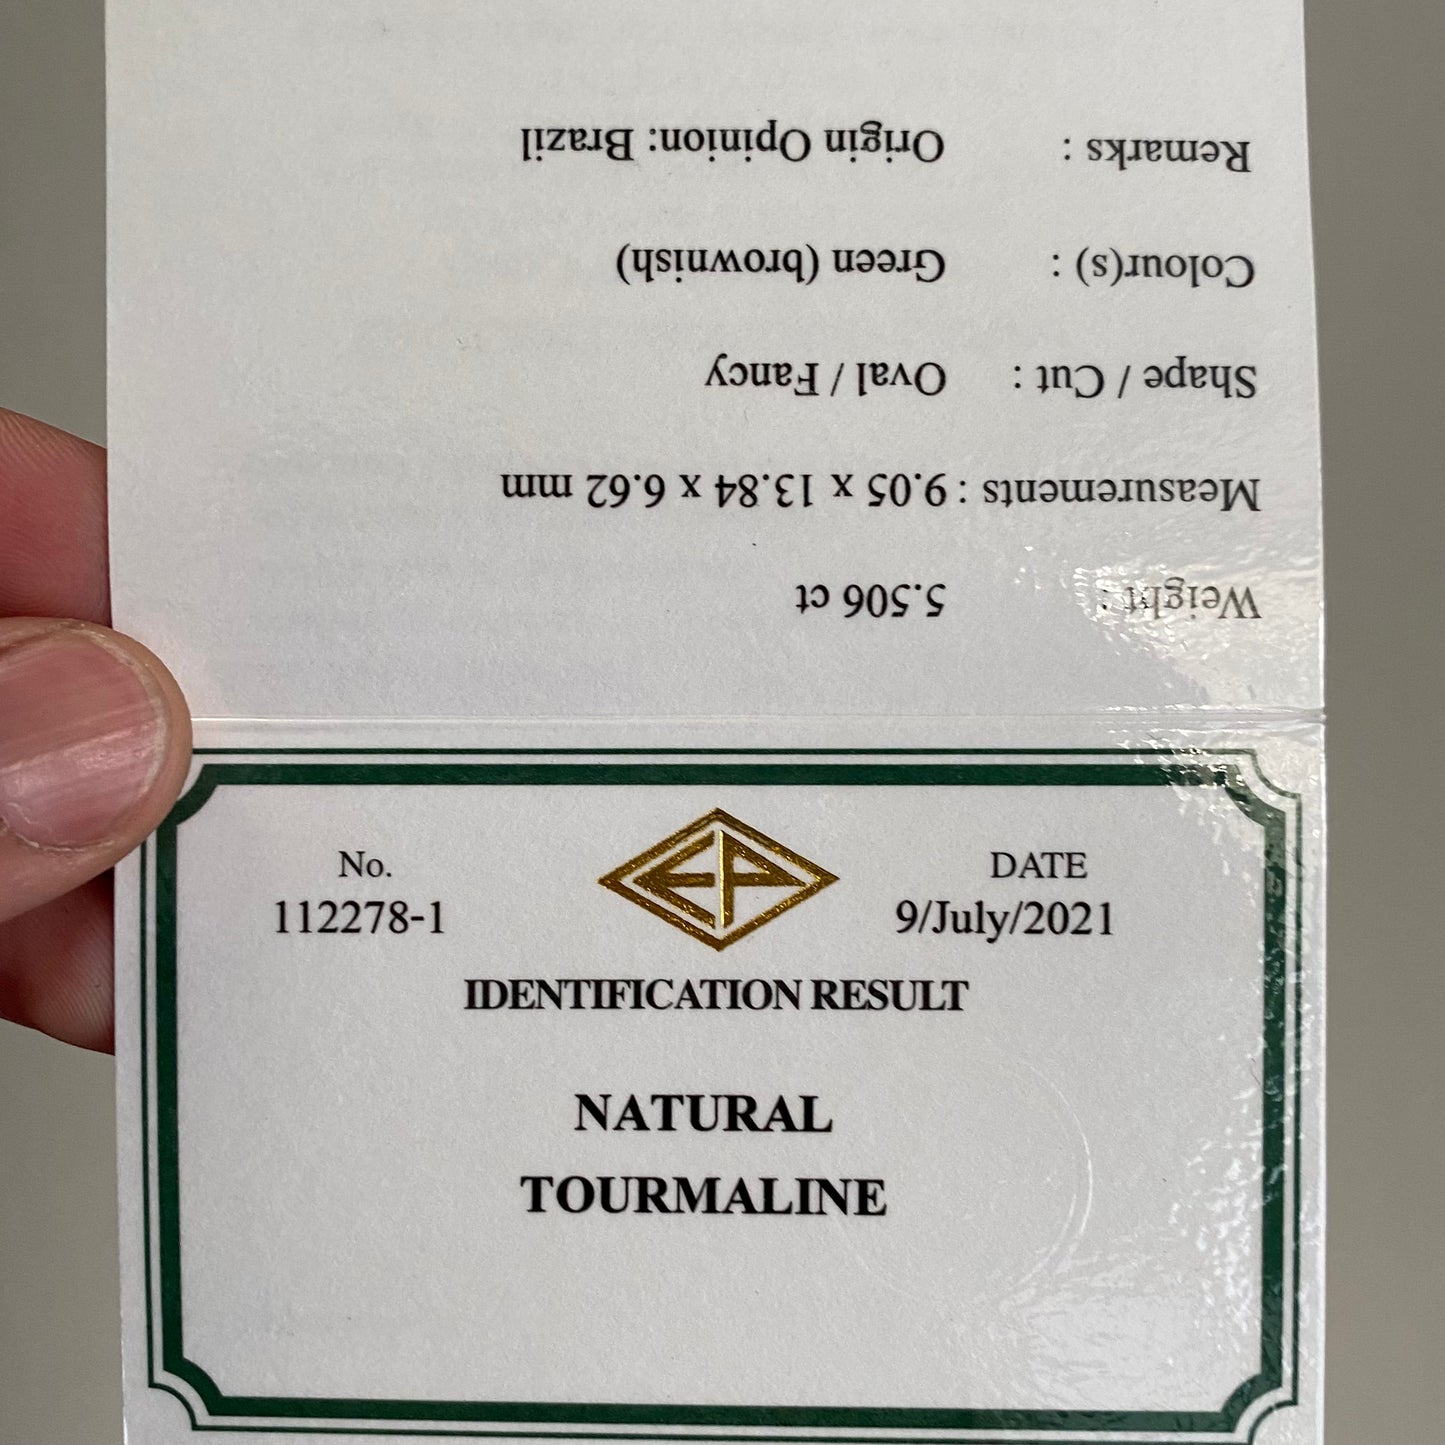 No.
112278-1
EP
DATE
9/July/2021
IDENTIFICATION RESULT
NATURAL
TOURMALINE
Weight : 5.506 ct
Measurements : 9.05 x 13.84 x 6.62 mm
Shape / Cut : Oval / Fancy
Colour(s) : Green (brownish)
Remarks : Origin Opinion: Brazil